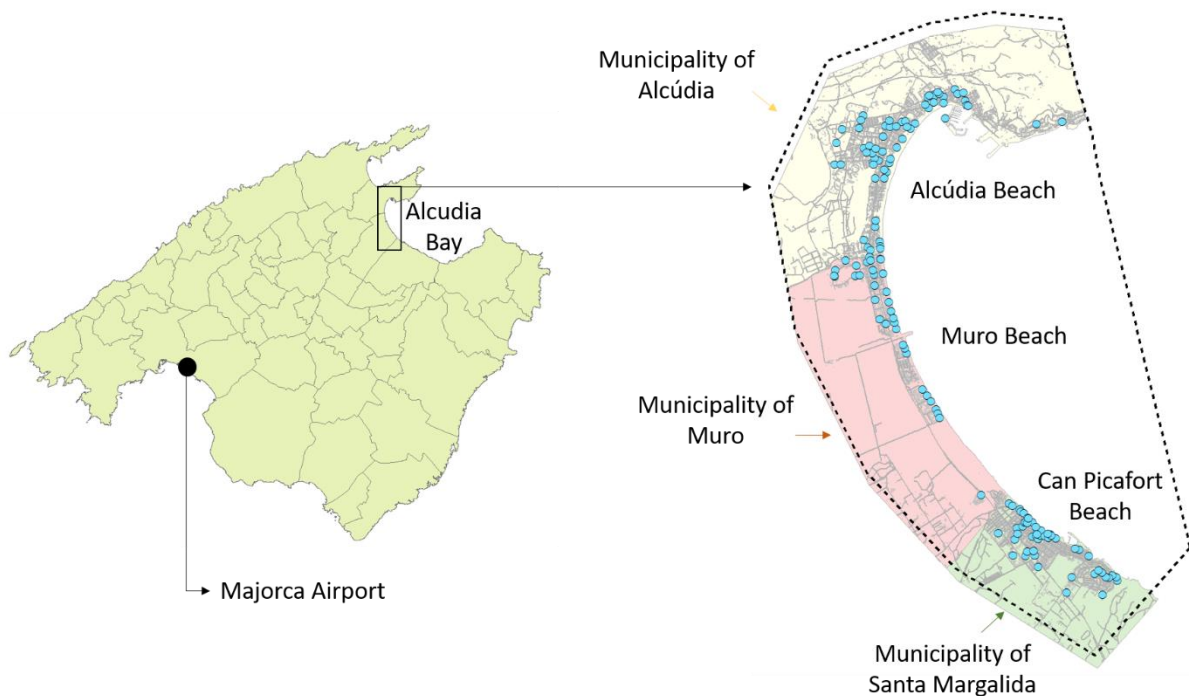 Alcudia
Bay
Majorca Airport
Municipality of
Alcúdia
Alcúdia Beach
Muro Beach
Municipality of
Muro
Can Picafort
Beach
Municipality of
Santa Margalida